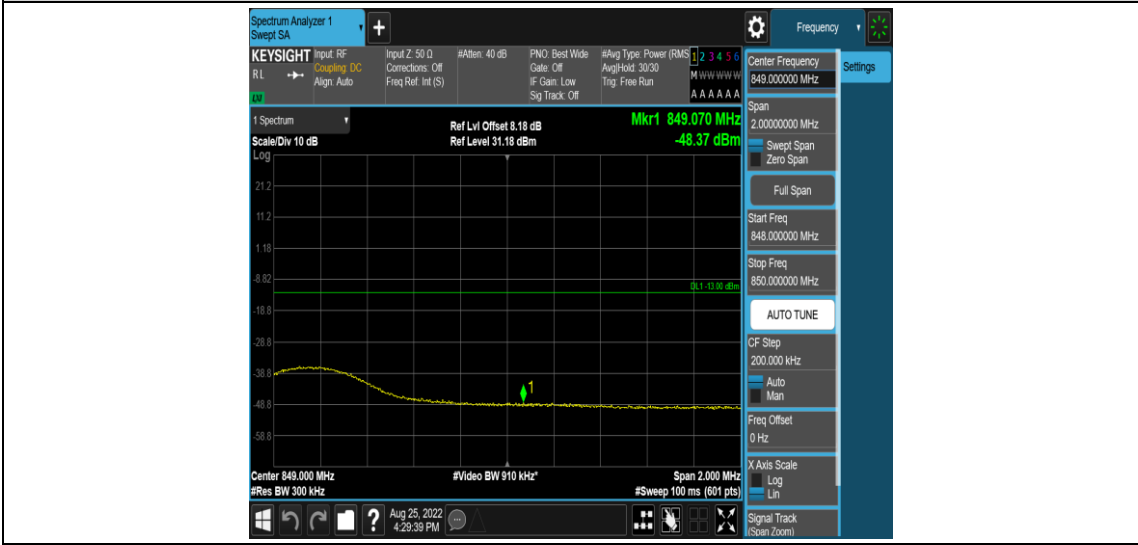 Spectrum Analyzer 1
Swept SA
+
Frequency
KEYSIGHT
R L
LXI
Input: RF
Coupling: DC
Align: Auto
Input Z: 50 Ω
Corrections: Off
Freq Ref: Int (S)
#Atten: 40 dB
PNO: Best Wide
Gate: Off
IF Gain: Low
Sig Track: Off
#Avg Type: Power (RMS
Avg|Hold: 30/30
Trig: Free Run
1 2 3 4 5 6
M W W W W W
A A A A A A
1 Spectrum
Scale/Div 10 dB
Log
Ref Lvl Offset 8.18 dB
Ref Level 31.18 dBm
Mkr1 849.070 MHz
-48.37 dBm
21.2
11.2
1.18
-8.82
-18.8
-28.8
-38.8
-48.8
-58.8
DL1 -13.00 dBm
1
Center 849.000 MHz
#Res BW 300 kHz
#Video BW 910 kHz*
Span 2.000 MHz
#Sweep 100 ms (601 pts)
?
Aug 25, 2022
4:29:39 PM
Center Frequency
849.000000 MHz
Settings
Span
2.00000000 MHz
Swept Span
Zero Span
Full Span
Start Freq
848.000000 MHz
Stop Freq
850.000000 MHz
AUTO TUNE
CF Step
200.000 kHz
Auto
Man
Freq Offset
0 Hz
X Axis Scale
Log
Lin
Signal Track
(Span Zoom)